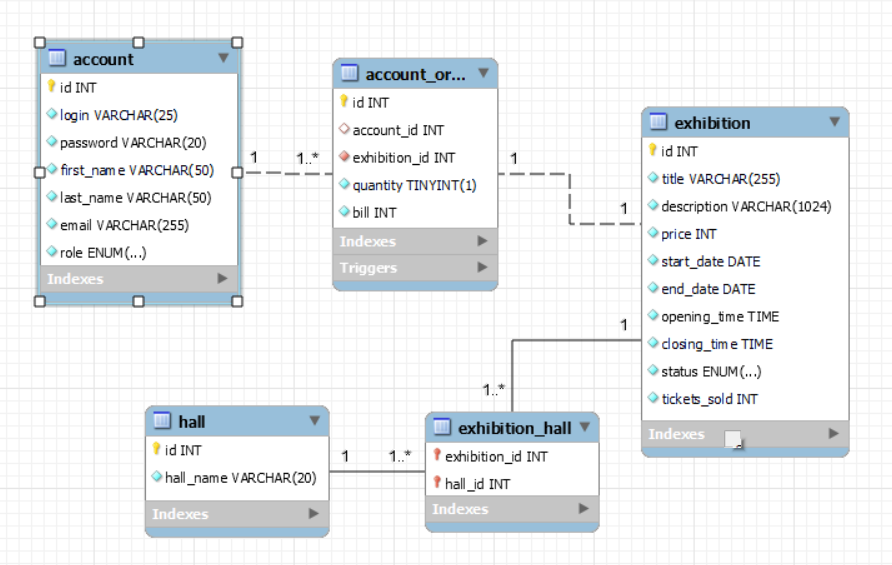 account
id INT
login VARCHAR(25)
password VARCHAR(20)
first_name VARCHAR(50)
last_name VARCHAR(50)
email VARCHAR(255)
role ENUM(...)
Indexes
1
1..*
account_or...
id INT
account_id INT
exhibition_id INT
quantity TINYINT(1)
bill INT
Indexes
Triggers
1
1
exhibition
id INT
title VARCHAR(255)
description VARCHAR(1024)
price INT
start_date DATE
end_date DATE
opening_time TIME
closing_time TIME
status ENUM(...)
tickets_sold INT
Indexes
1
1..*
hall
id INT
hall_name VARCHAR(20)
Indexes
1
1..*
exhibition_hall
exhibition_id INT
hall_id INT
Indexes